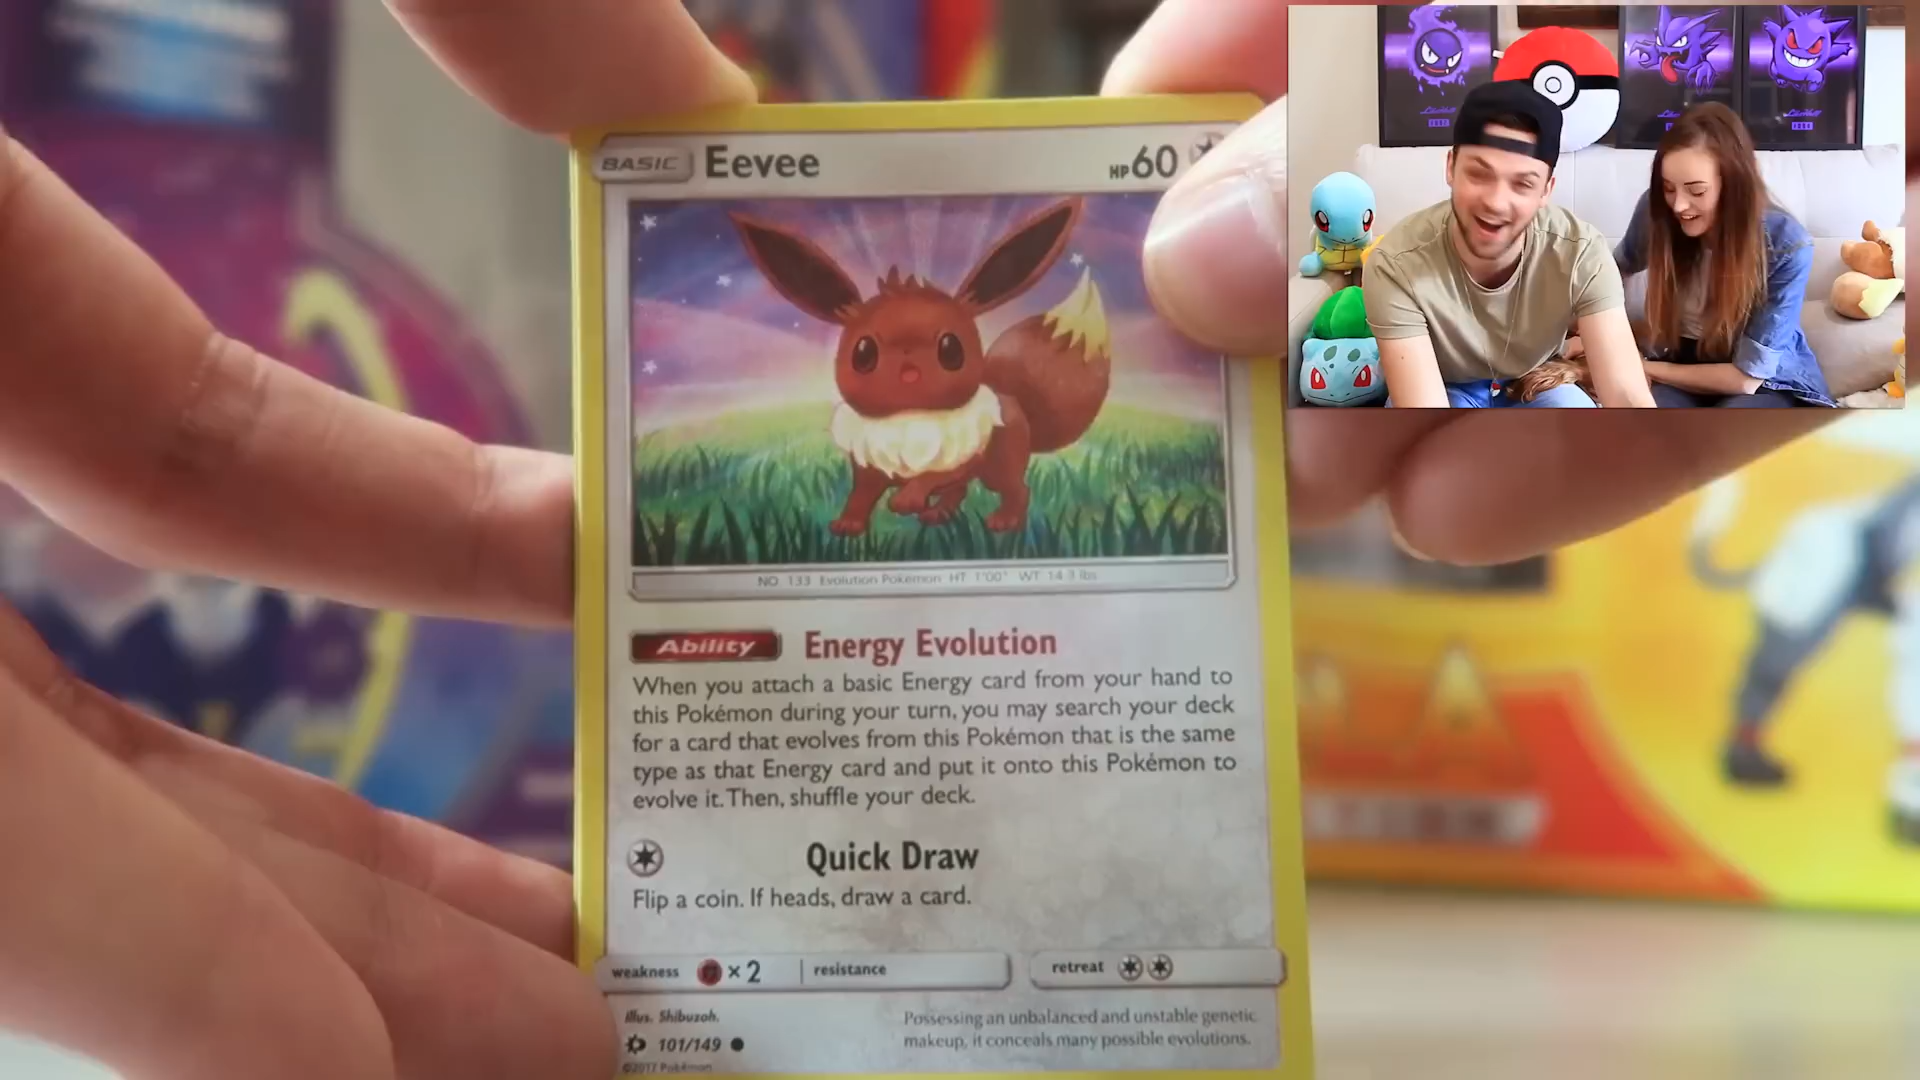 BASIC Eevee HP60
NO. 133 Evolution Pokémon HT 1'00" WT 14.3 lbs
Ability Energy Evolution
When you attach a basic Energy card from your hand to
this Pokémon during your turn, you may search your deck
for a card that evolves from this Pokémon that is the same
type as that Energy card and put it onto this Pokémon to
evolve it. Then, shuffle your deck.
Quick Draw
Flip a coin. If heads, draw a card.
weakness ×2 resistance retreat
Illus. Shibuzoh.
Possessing an unbalanced and unstable genetic
makeup, it conceals many possible evolutions.
101/149
©2017 Pokémon